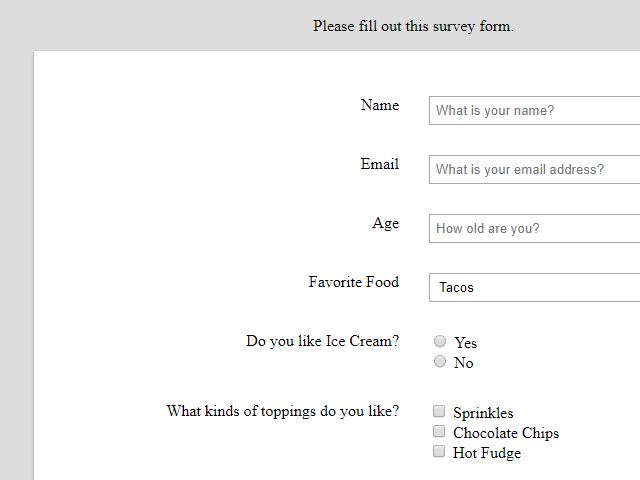 Please fill out this survey form.
Name
What is your name?
Email
What is your email address?
Age
How old are you?
Favorite Food
Tacos
Do you like Ice Cream?
Yes
No
What kinds of toppings do you like?
Sprinkles
Chocolate Chips
Hot Fudge